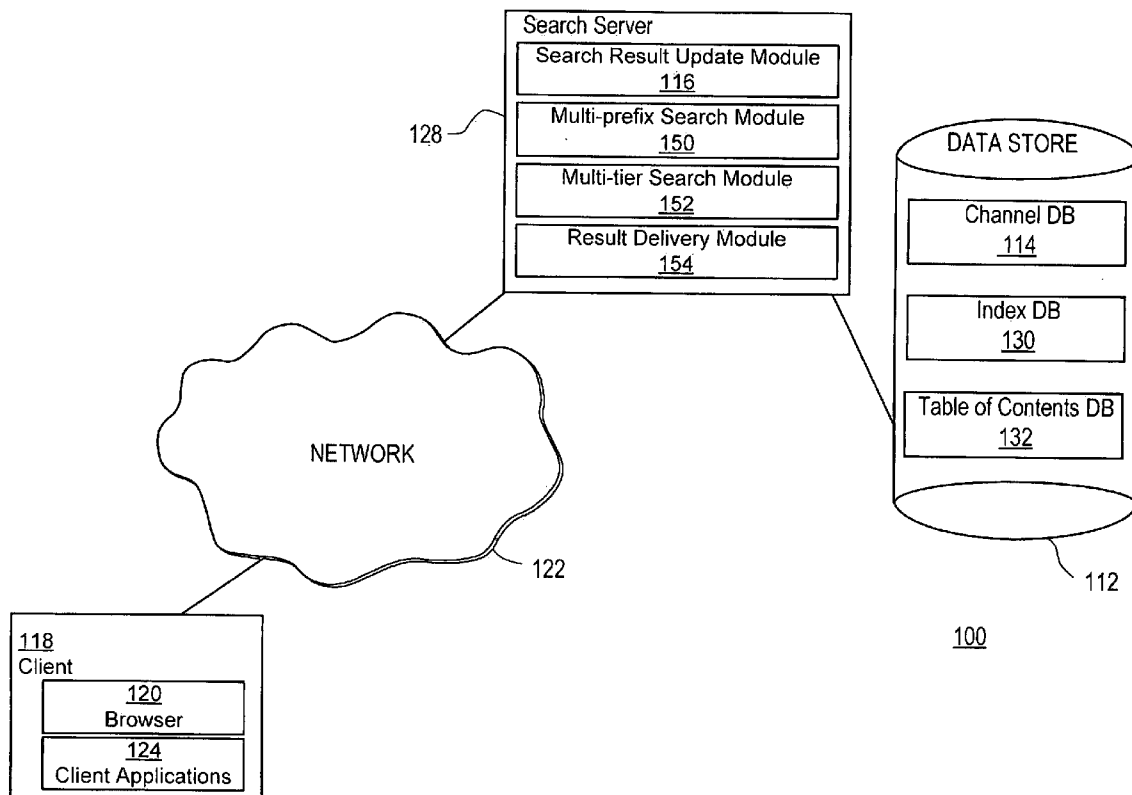 Search Server
Search Result Update Module
116
Multi-prefix Search Module
150
Multi-tier Search Module
152
Result Delivery Module
154
128
DATA STORE
Channel DB
114
Index DB
130
Table of Contents DB
132
112
NETWORK
122
118
Client
120
Browser
124
Client Applications
100